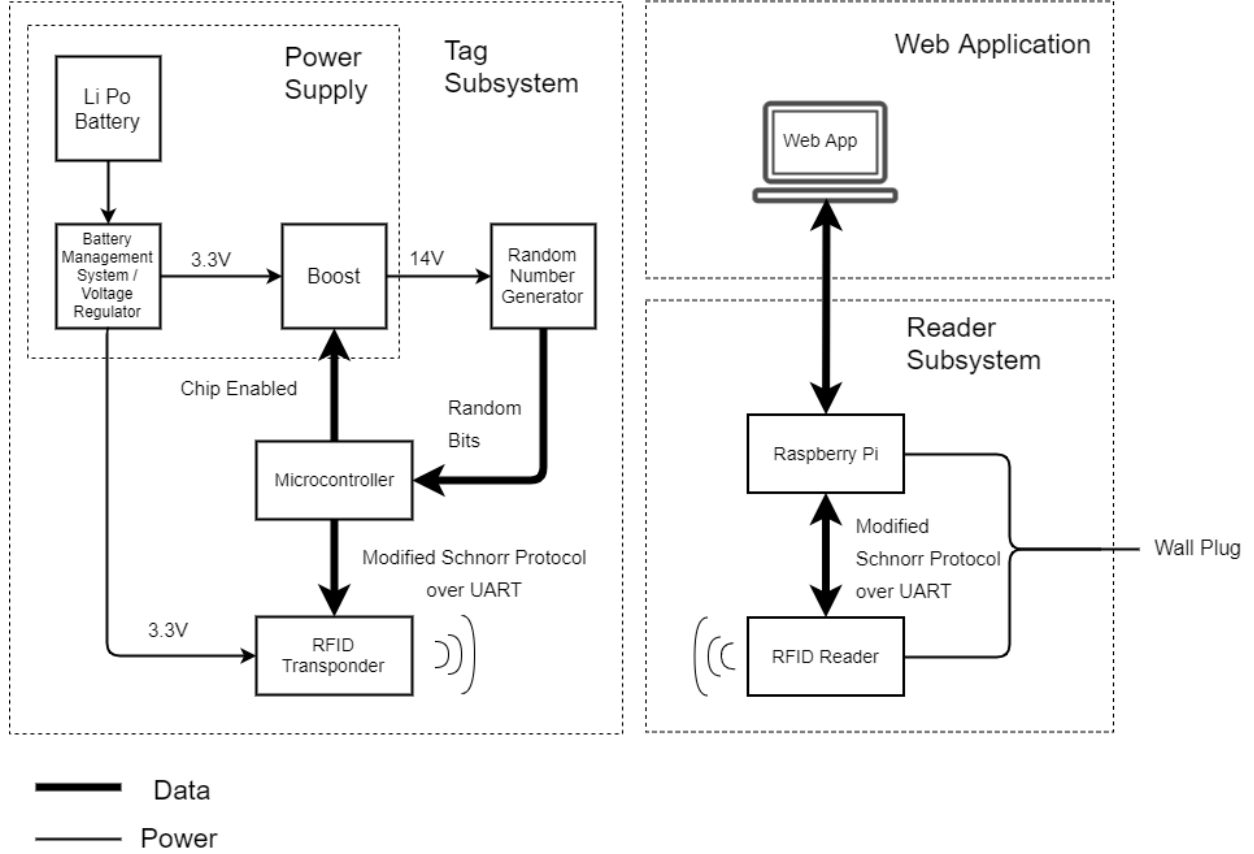 Power
Supply
Tag
Subsystem
Li Po
Battery
Battery
Management
System /
Voltage
Regulator
3.3V
Boost
14V
Random
Number
Generator
Chip Enabled
Random
Bits
Microcontroller
Modified Schnorr Protocol
over UART
3.3V
RFID
Transponder
Web Application
Web App
Reader
Subsystem
Raspberry Pi
Modified
Schnorr Protocol
over UART
Wall Plug
RFID Reader
Data
Power